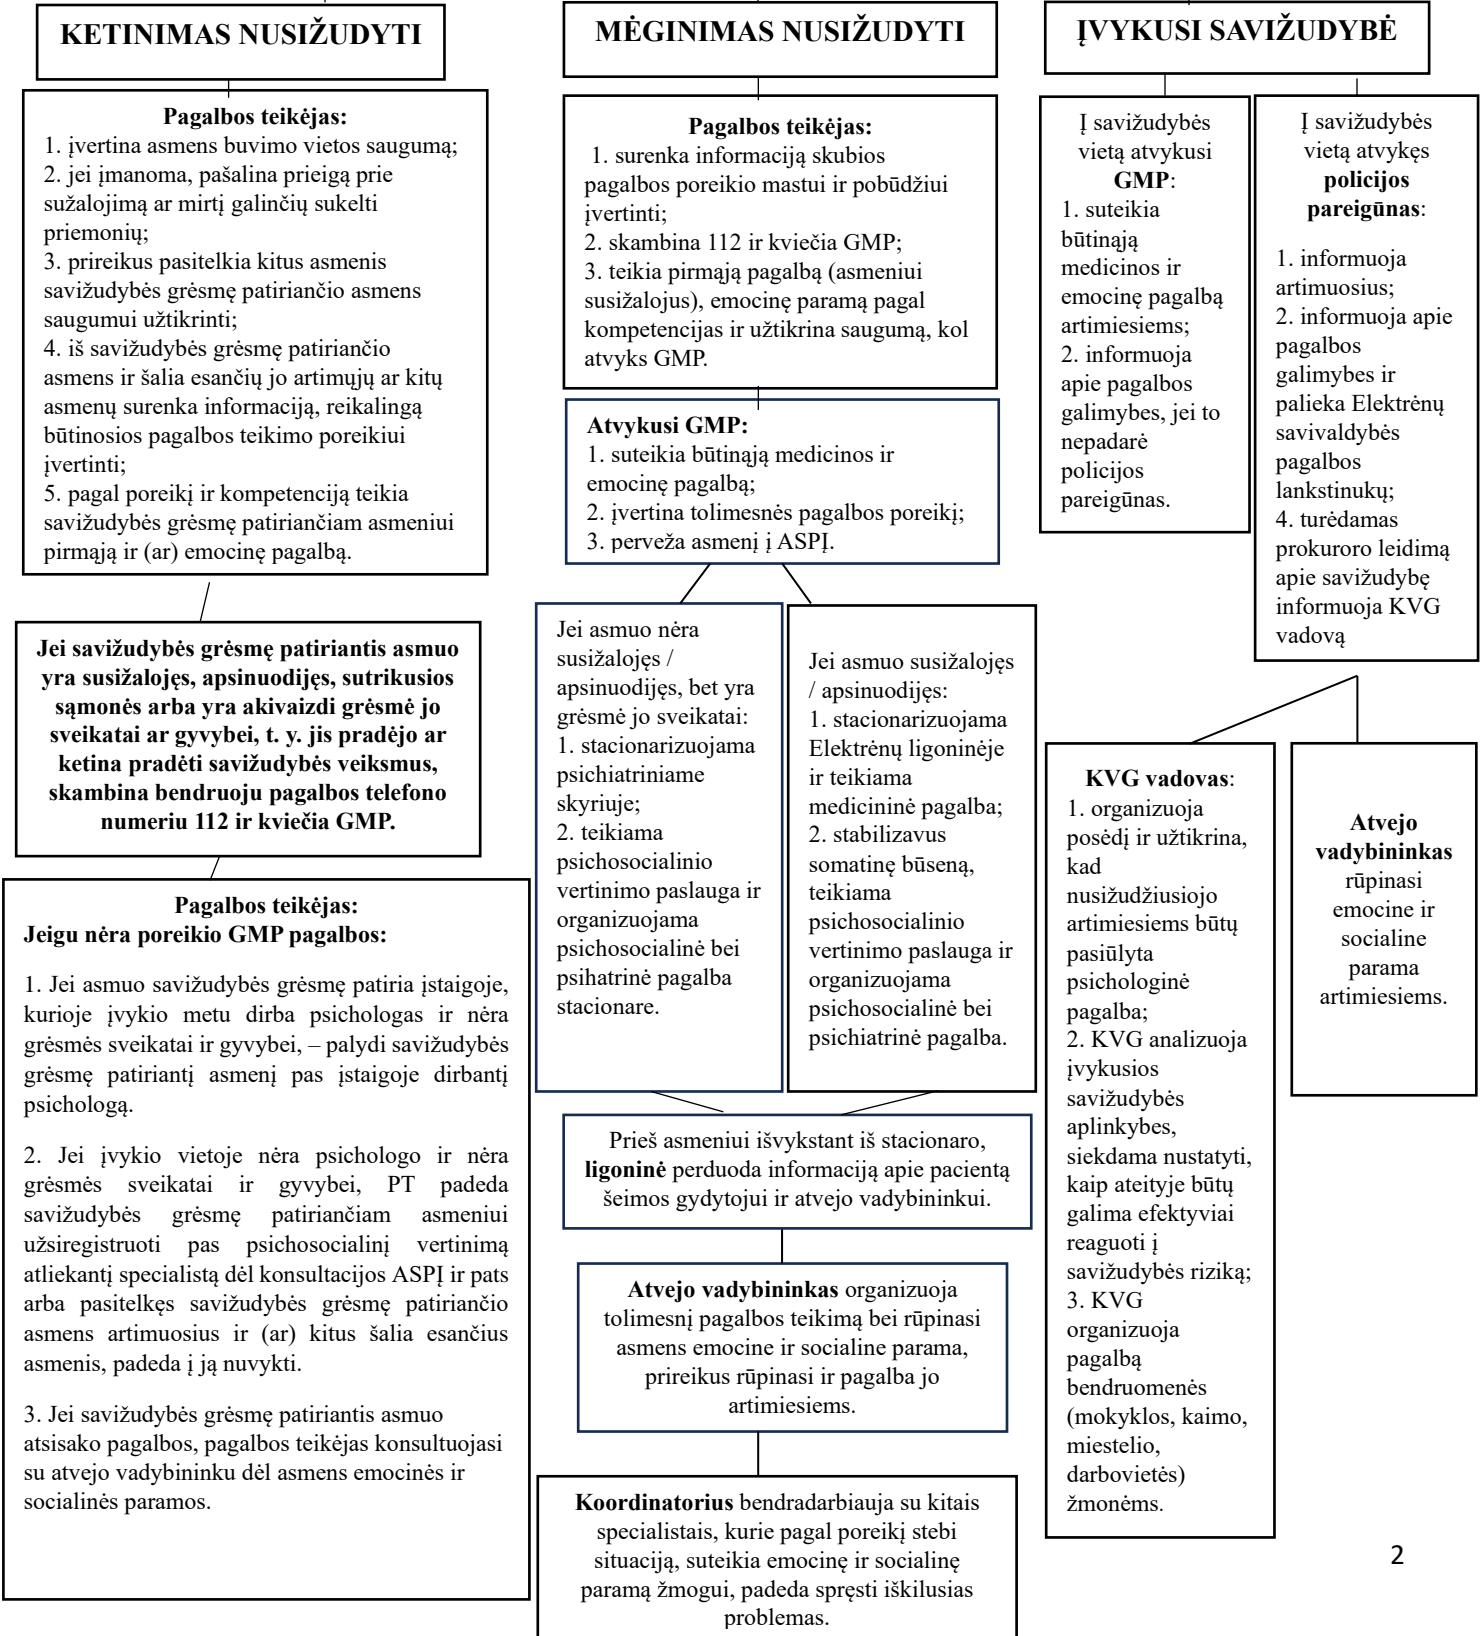 KETINIMAS NUSIŽUDYTI
Pagalbos teikėjas:
1. įvertina asmens buvimo vietos saugumą;
2. jei įmanoma, pašalina prieigą prie
sužalojimą ar mirtį galinčių sukelti
priemonių;
3. prireikus pasitelkia kitus asmenis
savižudybės grėsmę patiriančio asmens
saugumui užtikrinti;
4. iš savižudybės grėsmę patiriančio
asmens ir šalia esančių jo artimųjų ar kitų
asmenų surenka informaciją, reikalingą
būtinosios pagalbos teikimo poreikiui
įvertinti;
5. pagal poreikį ir kompetenciją teikia
savižudybės grėsmę patiriančiam asmeniui
pirmąją ir (ar) emocinę pagalbą.
Jei savižudybės grėsmę patiriantis asmuo
yra susižalojęs, apsinuodijęs, sutrikusios
sąmonės arba yra akivaizdi grėsmė jo
sveikatai ar gyvybei, t. y. jis pradėjo ar
ketina pradėti savižudybės veiksmus,
skambina bendruoju pagalbos telefono
numeriu 112 ir kviečia GMP.
Pagalbos teikėjas:
Jeigu nėra poreikio GMP pagalbos:
1. Jei asmuo savižudybės grėsmę patiria įstaigoje,
kurioje įvykio metu dirba psichologas ir nėra
grėsmės sveikatai ir gyvybei, – palydi savižudybės
grėsmę patiriantį asmenį pas įstaigoje dirbantį
psichologą.
2. Jei įvykio vietoje nėra psichologo ir nėra
grėsmės sveikatai ir gyvybei, PT padeda
savižudybės grėsmę patiriančiam asmeniui
užsiregistruoti pas psichosocialinį vertinimą
atliekantį specialistą dėl konsultacijos ASPĮ ir pats
arba pasitelkęs savižudybės grėsmę patiriančio
asmens artimuosius ir (ar) kitus šalia esančius
asmenis, padeda į ją nuvykti.
3. Jei savižudybės grėsmę patiriantis asmuo
atsisako pagalbos, pagalbos teikėjas konsultuojasi
su atvejo vadybininku dėl asmens emocinės ir
socialinės paramos.
MĖGINIMAS NUSIŽUDYTI
Pagalbos teikėjas:
1. surenka informaciją skubios
pagalbos poreikio mastui ir pobūdžiui
įvertinti;
2. skambina 112 ir kviečia GMP;
3. teikia pirmąją pagalbą (asmeniui
susižalojus), emocinę paramą pagal
kompetencijas ir užtikrina saugumą, kol
atvyks GMP.
Atvykusi GMP:
1. suteikia būtinąją medicinos ir
emocinę pagalbą;
2. įvertina tolimesnės pagalbos poreikį;
3. perveža asmenį į ASPĮ.
Jei asmuo nėra
susižalojęs /
apsinuodijęs, bet yra
grėsmė jo sveikatai:
1. stacionarizuojama
psichiatriniame
skyriuje;
2. teikiama
psichosocialinio
vertinimo paslauga ir
organizuojama
psichosocialinė bei
psihatrinė pagalba
stacionare.
Jei asmuo susižalojęs
/ apsinuodijęs:
1. stacionarizuojama
Elektrėnų ligoninėje
ir teikiama
medicininė pagalba;
2. stabilizavus
somatinę būseną,
teikiama
psichosocialinio
vertinimo paslauga ir
organizuojama
psichosocialinė bei
psichiatrinė pagalba.
Prieš asmeniui išvykstant iš stacionaro,
ligoninė perduoda informaciją apie pacientą
šeimos gydytojui ir atvejo vadybininkui.
Atvejo vadybininkas organizuoja
tolimesnį pagalbos teikimą bei rūpinasi
asmens emocine ir socialine parama,
prireikus rūpinasi ir pagalba jo
artimiesiems.
Koordinatorius bendradarbiauja su kitais
specialistais, kurie pagal poreikį stebi
situaciją, suteikia emocinę ir socialinę
paramą žmogui, padeda spręsti iškilusias
problemas.
ĮVYKUSI SAVIŽUDYBĖ
Į savižudybės
vietą atvykusi
GMP:
1. suteikia
būtinąją
medicinos ir
emocinę pagalbą
artimiesiems;
2. informuoja
apie pagalbos
galimybes, jei to
nepadarė
policijos
pareigūnas.
Į savižudybės
vietą atvykęs
policijos
pareigūnas:
1. informuoja
artimuosius;
2. informuoja apie
pagalbos
galimybes ir
palieka Elektrėnų
savivaldybės
pagalbos
lankstinukų;
4. turėdamas
prokuroro leidimą
apie savižudybę
informuoja KVG
vadovą
KVG vadovas:
1. organizuoja
posėdį ir užtikrina,
kad
nusižudžiusiojo
artimiesiems būtų
pasiūlyta
psichologinė
pagalba;
2. KVG analizuoja
įvykusios
savižudybės
aplinkybes,
siekdama nustatyti,
kaip ateityje būtų
galima efektyviai
reaguoti į
savižudybės riziką;
3. KVG
organizuoja
pagalbą
bendruomenės
(mokyklos, kaimo,
miestelio,
darbovietės)
žmonėms.
Atvejo
vadybininkas
rūpinasi
emocine ir
socialine
parama
artimiesiems.
2